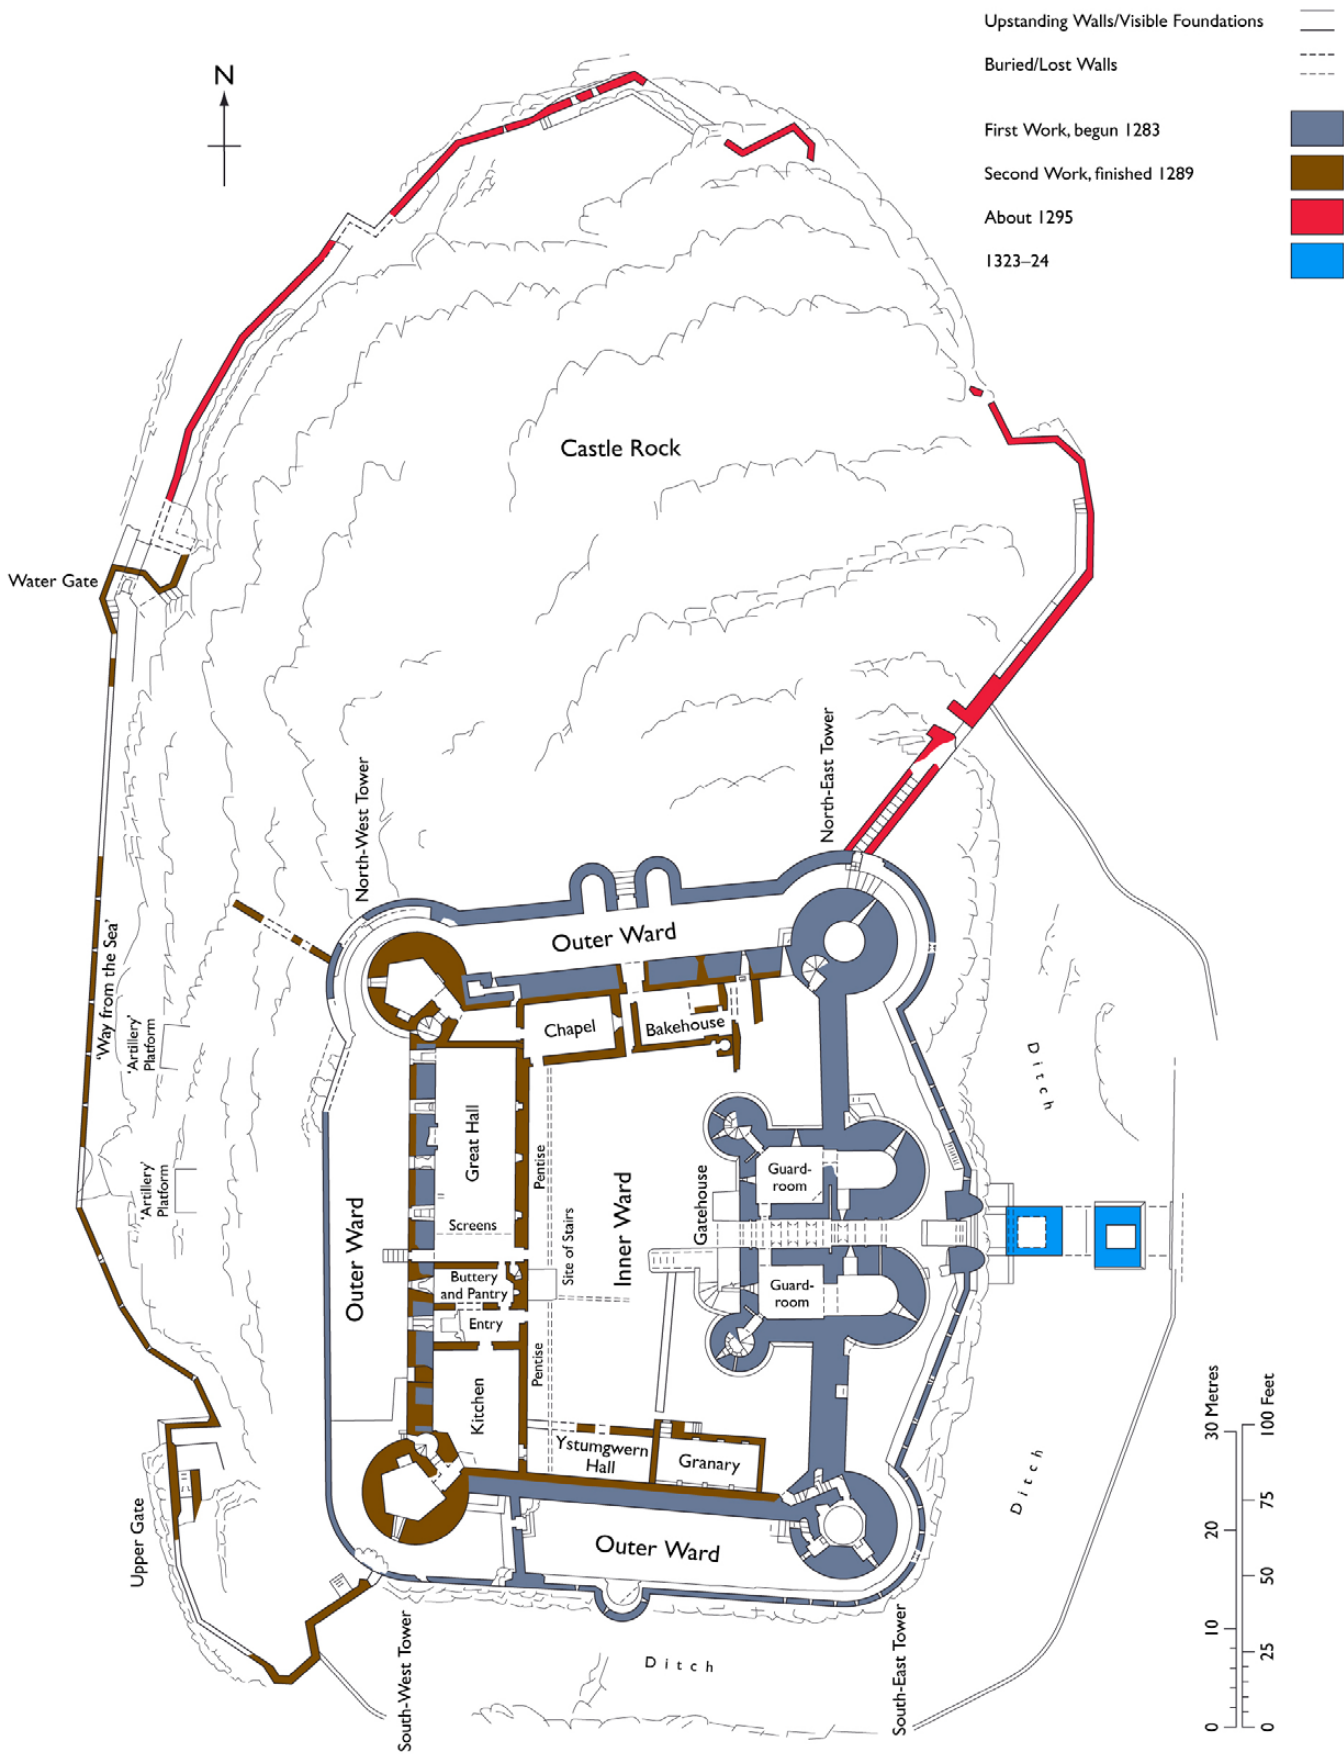 Upstanding Walls/Visible Foundations
Buried/Lost Walls
First Work, begun 1283
Second Work, finished 1289
About 1295
1323–24
N
Castle Rock
Water Gate
North-West Tower
North-East Tower
'Way from the Sea'
'Artillery'
Platform
'Artillery'
Platform
Outer Ward
Chapel
Bakehouse
Great Hall
Pentise
Screens
Site of Stairs
Inner Ward
Gatehouse
Guard-
room
Guard-
room
Outer Ward
Buttery
and Pantry
Entry
Pentise
Kitchen
Ystumgwern
Hall
Granary
Outer Ward
Upper Gate
South-West Tower
South-East Tower
Ditch
Ditch
Ditch
30 Metres
20
10
0
100 Feet
75
50
25
0